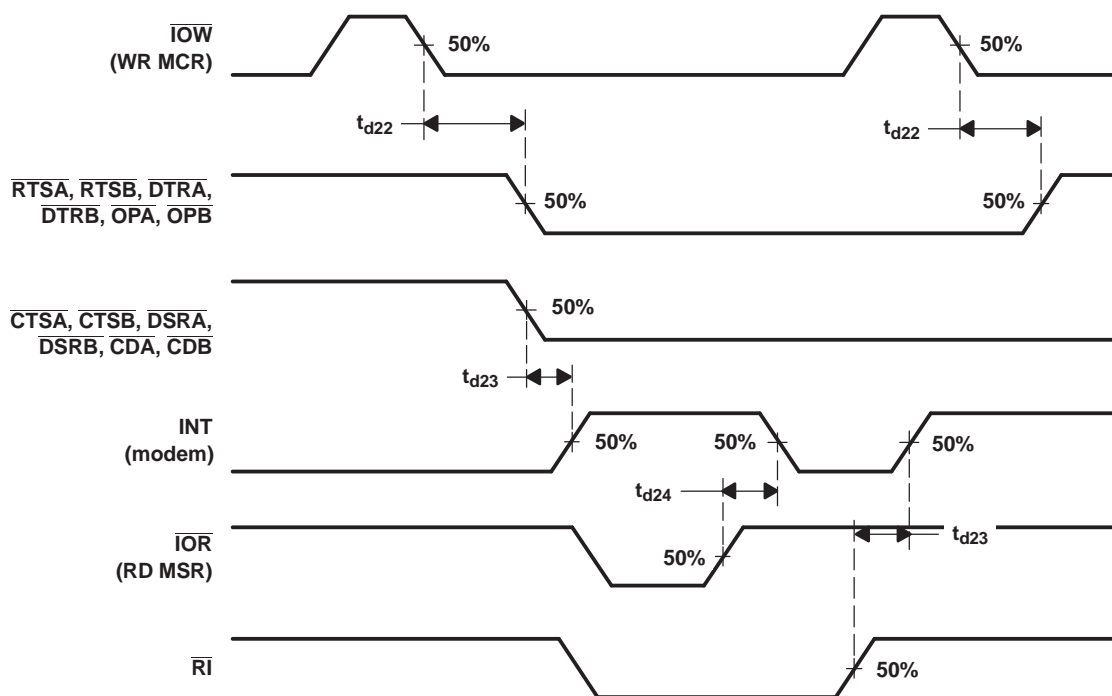 IOW
(WR MCR)
50%
50%
td22
td22
RTSA, RTSB, DTRA,
DTRB, OPA, OPB
50%
50%
CTSA, CTSB, DSRA,
DSRB, CDA, CDB
50%
td23
INT
(modem)
50%
50%
50%
td24
IOR
(RD MSR)
50%
td23
RI
50%